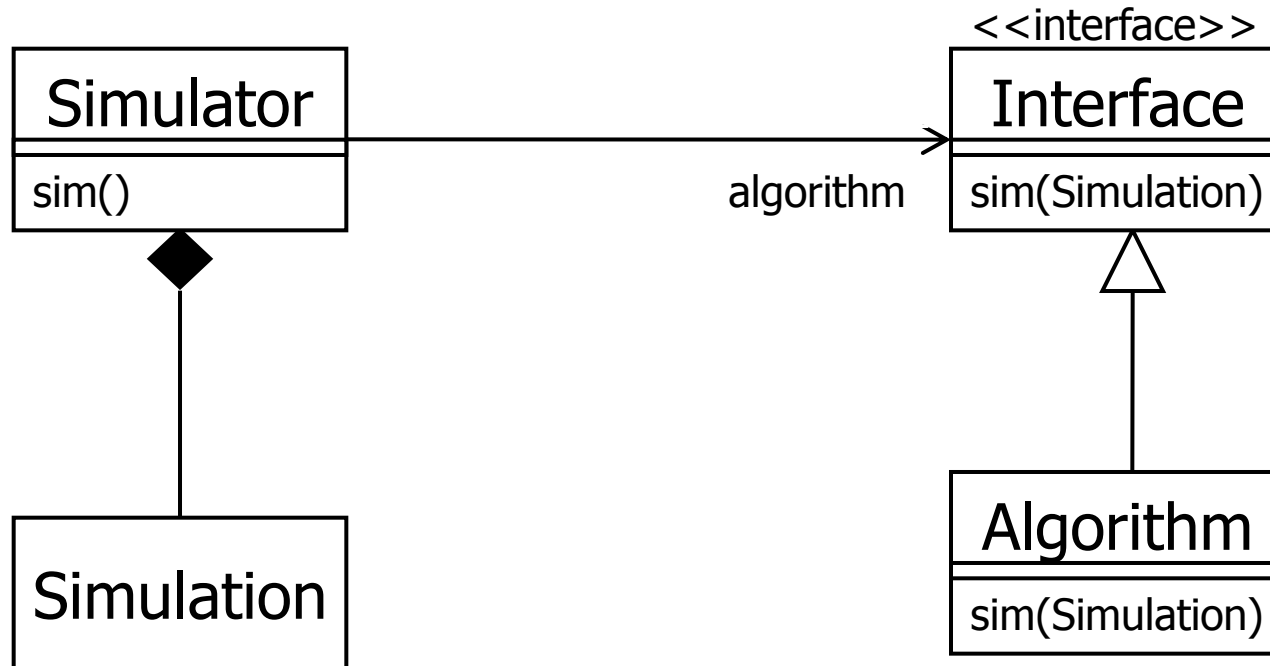 <<interface>>
Simulator
Interface
sim()
algorithm
sim(Simulation)
Algorithm
Simulation
sim(Simulation)